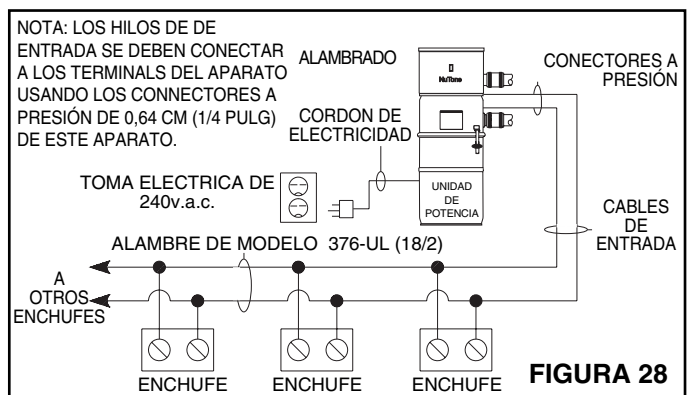 NOTA: LOS HILOS DE DE
ENTRADA SE DEBEN CONECTAR
A LOS TERMINALS DEL APARATO
USANDO LOS CONNECTORES A
PRESIÓN DE 0,64 CM (1/4 PULG)
DE ESTE APARATO.
ALAMBRADO
NuTone
CONECTORES A
PRESIÓN
CORDON DE
ELECTRICIDAD
TOMA ELECTRICA DE
240v.a.c.
UNIDAD
DE
POTENCIA
CABLES
DE
ENTRADA
ALAMBRE DE MODELO 376-UL (18/2)
A
OTROS
ENCHUFES
ENCHUFE
ENCHUFE
ENCHUFE
FIGURA 28